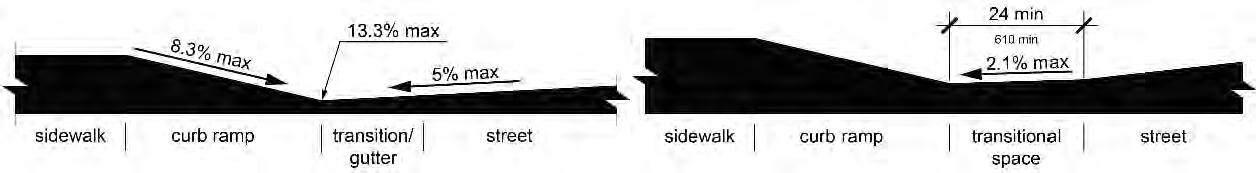 8.3% max
13.3% max
5% max
sidewalk
curb ramp
transition/
gutter
street
24 min
610 min
2.1% max
sidewalk
curb ramp
transitional
space
street